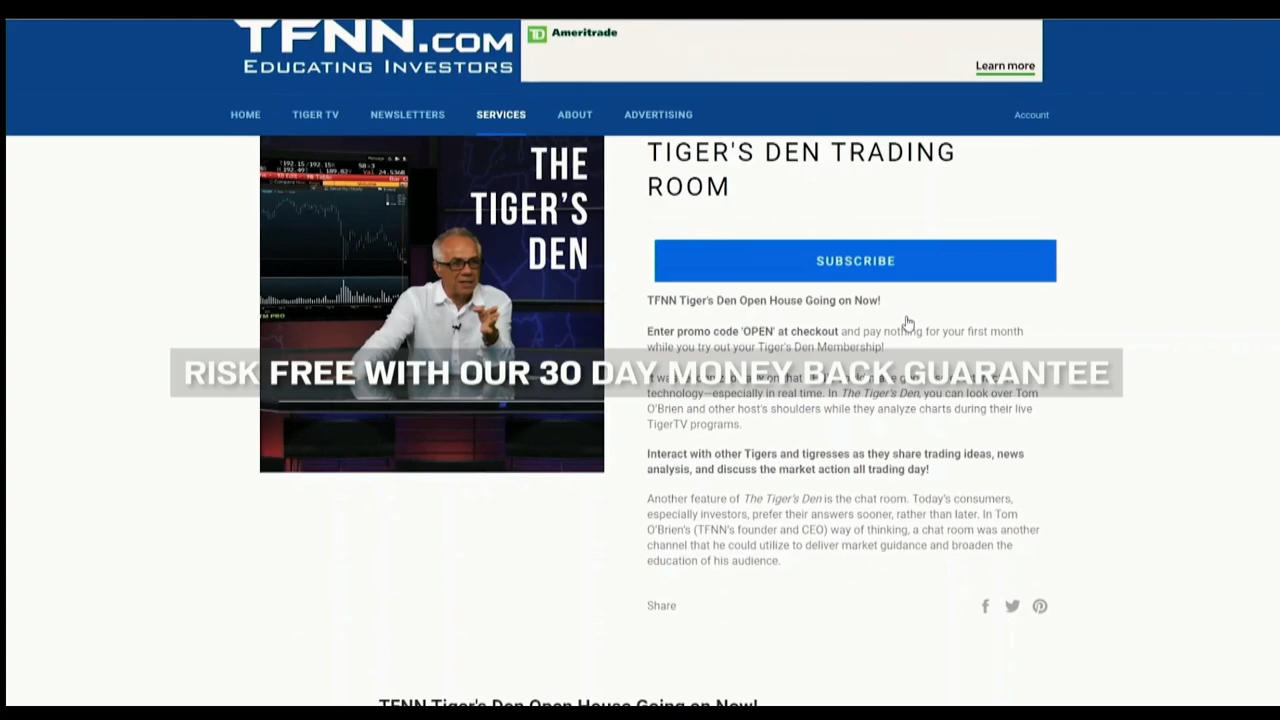 TFNN.COM
EDUCATING INVESTORS
Ameritrade
Learn more
HOME
TIGER TV
NEWSLETTERS
SERVICES
ABOUT
ADVERTISING
Account
THE
TIGER'S
DEN
TIGER'S DEN TRADING
ROOM
SUBSCRIBE
TFNN Tiger's Den Open House Going on Now!
Enter promo code 'OPEN' at checkout and pay nothing for your first month
while you try out your Tiger's Den Membership!
RISK FREE WITH OUR 30 DAY MONEY BACK GUARANTEE
technology—especially in real time. In The Tiger's Den, you can look over Tom
O'Brien and other host's shoulders while they analyze charts during their live
TigerTV programs.
Interact with other Tigers and tigresses as they share trading ideas, news
analysis, and discuss the market action all trading day!
Another feature of The Tiger's Den is the chat room. Today's consumers,
especially investors, prefer their answers sooner, rather than later. In Tom
O'Brien's (TFNN's founder and CEO) way of thinking, a chat room was another
channel that he could utilize to deliver market guidance and broaden the
education of his audience.
Share
TFNN Tiger's Den Open House Going on Now!